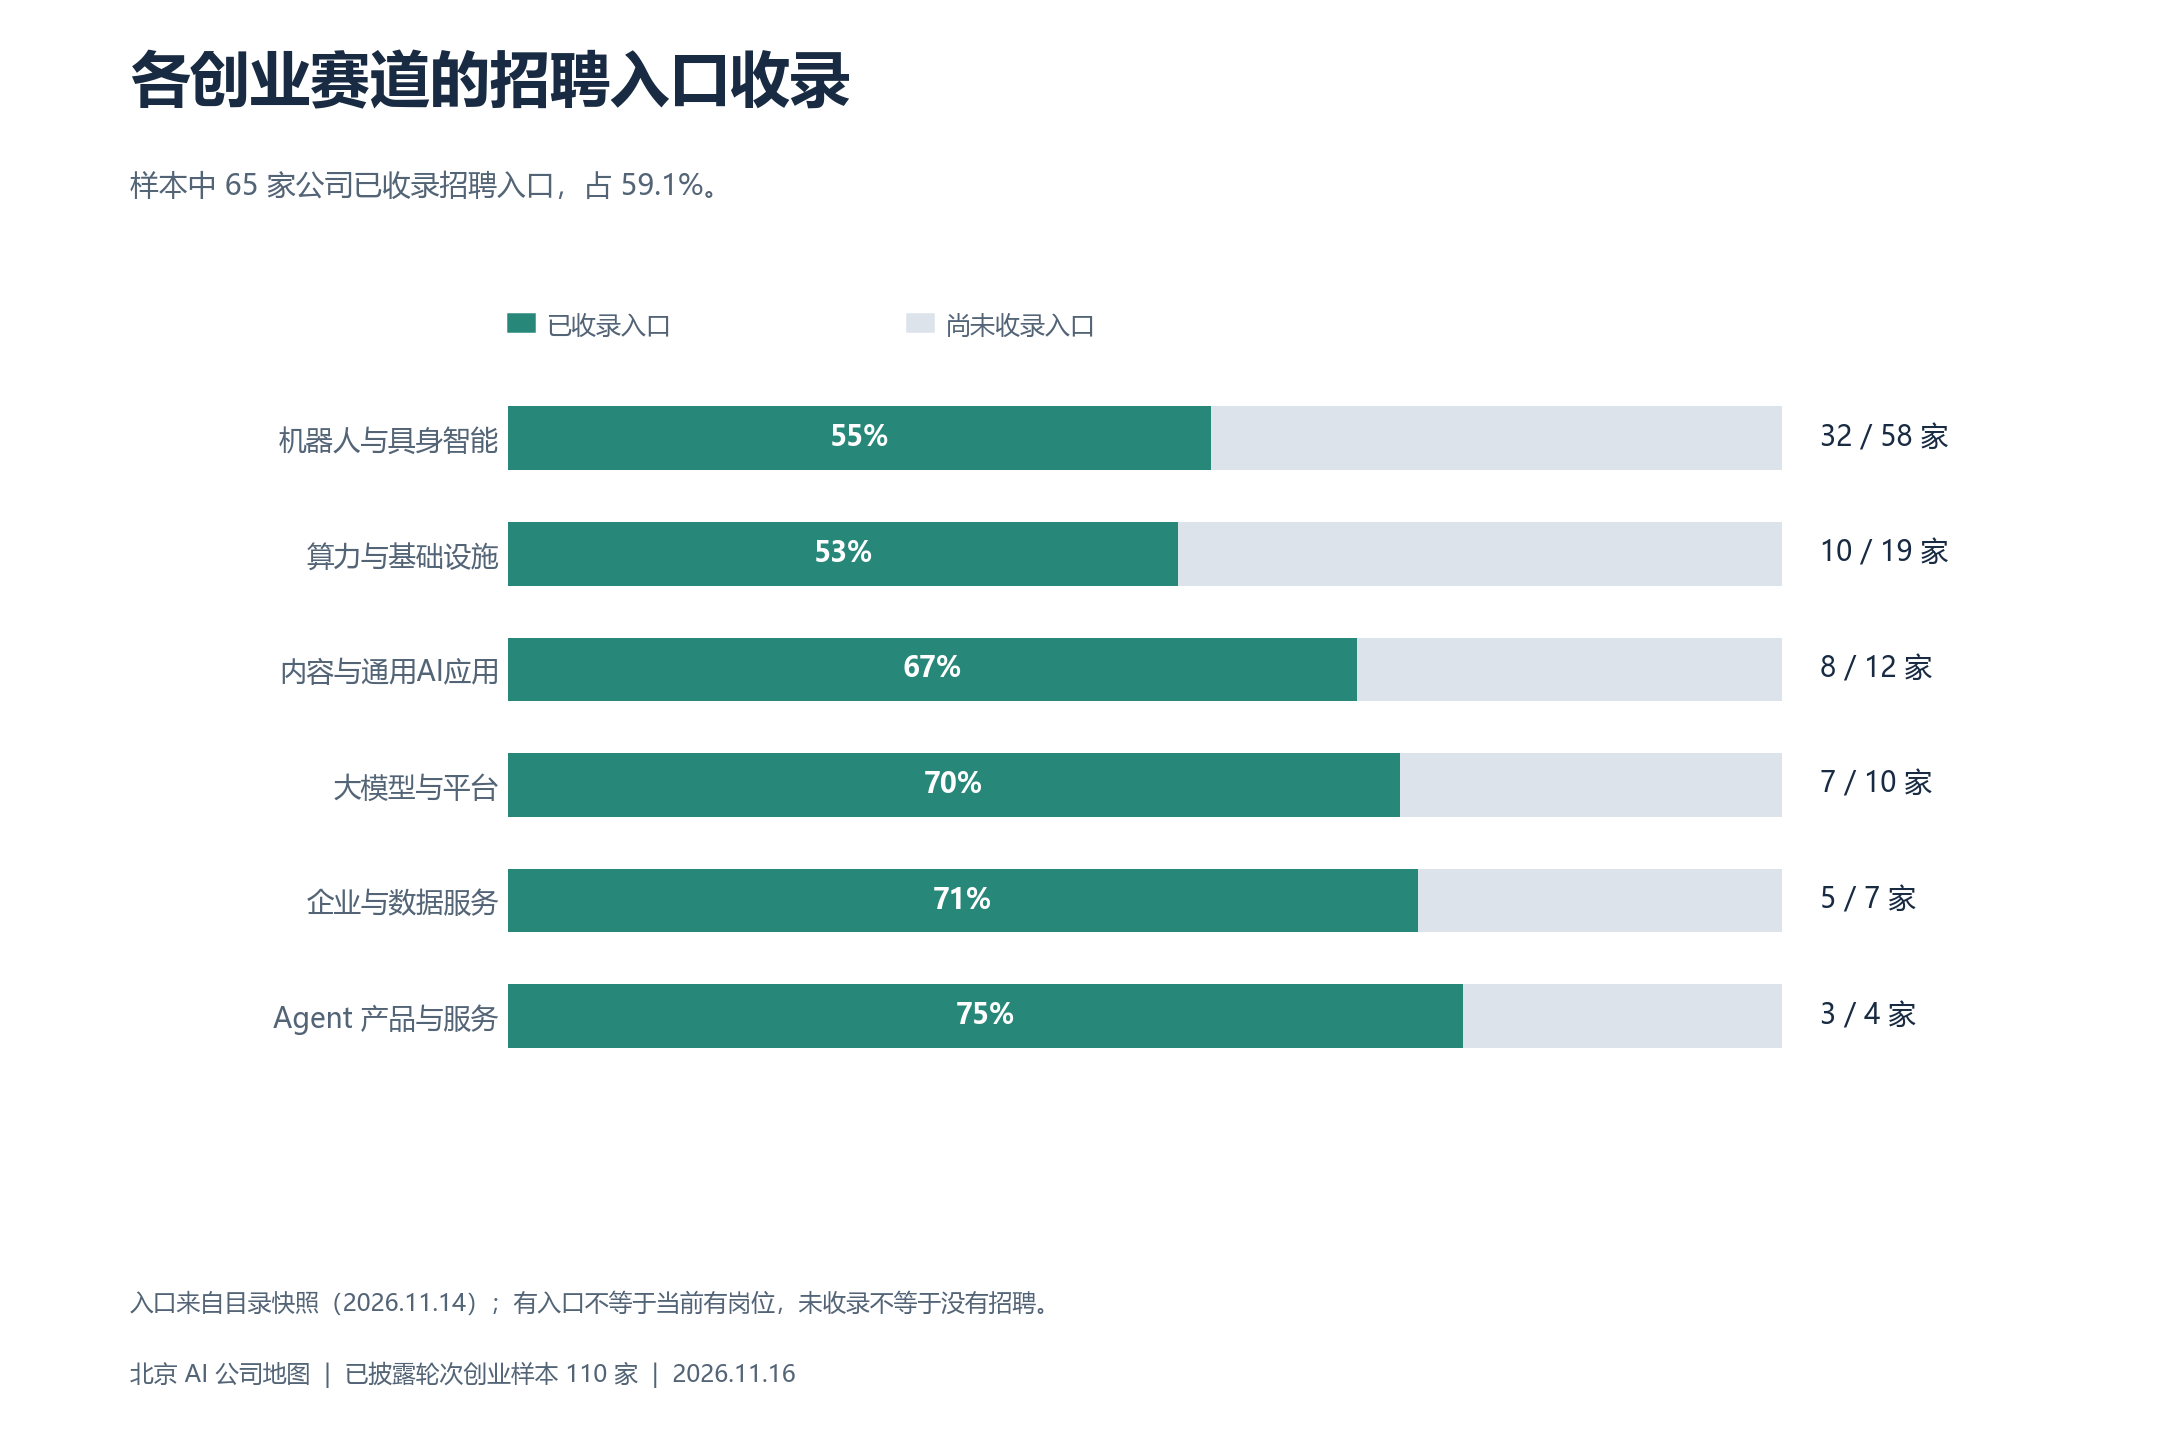 各创业赛道的招聘入口收录
样本中 65 家公司已收录招聘入口，占 59.1%。
已收录入口 尚未收录入口
机器人与具身智能 55% 32 / 58 家
算力与基础设施 53% 10 / 19 家
内容与通用AI应用 67% 8 / 12 家
大模型与平台 70% 7 / 10 家
企业与数据服务 71% 5 / 7 家
Agent 产品与服务 75% 3 / 4 家
入口来自目录快照（2026.11.14）；有入口不等于当前有岗位，未收录不等于没有招聘。
北京 AI 公司地图 | 已披露轮次创业样本 110 家 | 2026.11.16